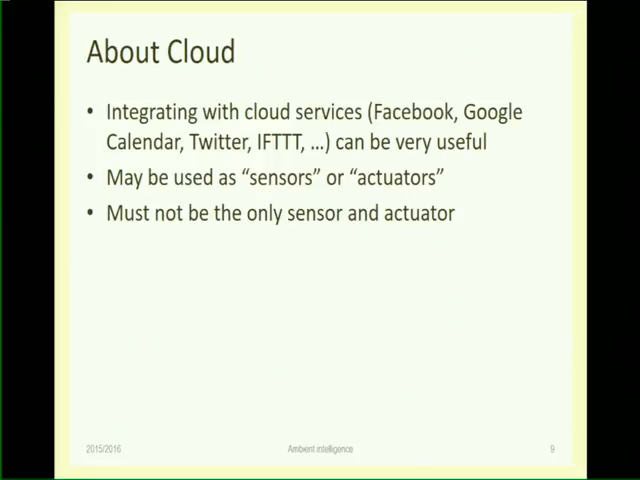 About Cloud
• Integrating with cloud services (Facebook, Google
Calendar, Twitter, IFTTT, …) can be very useful
• May be used as “sensors” or “actuators”
• Must not be the only sensor and actuator
2015/2016 Ambient intelligence 9